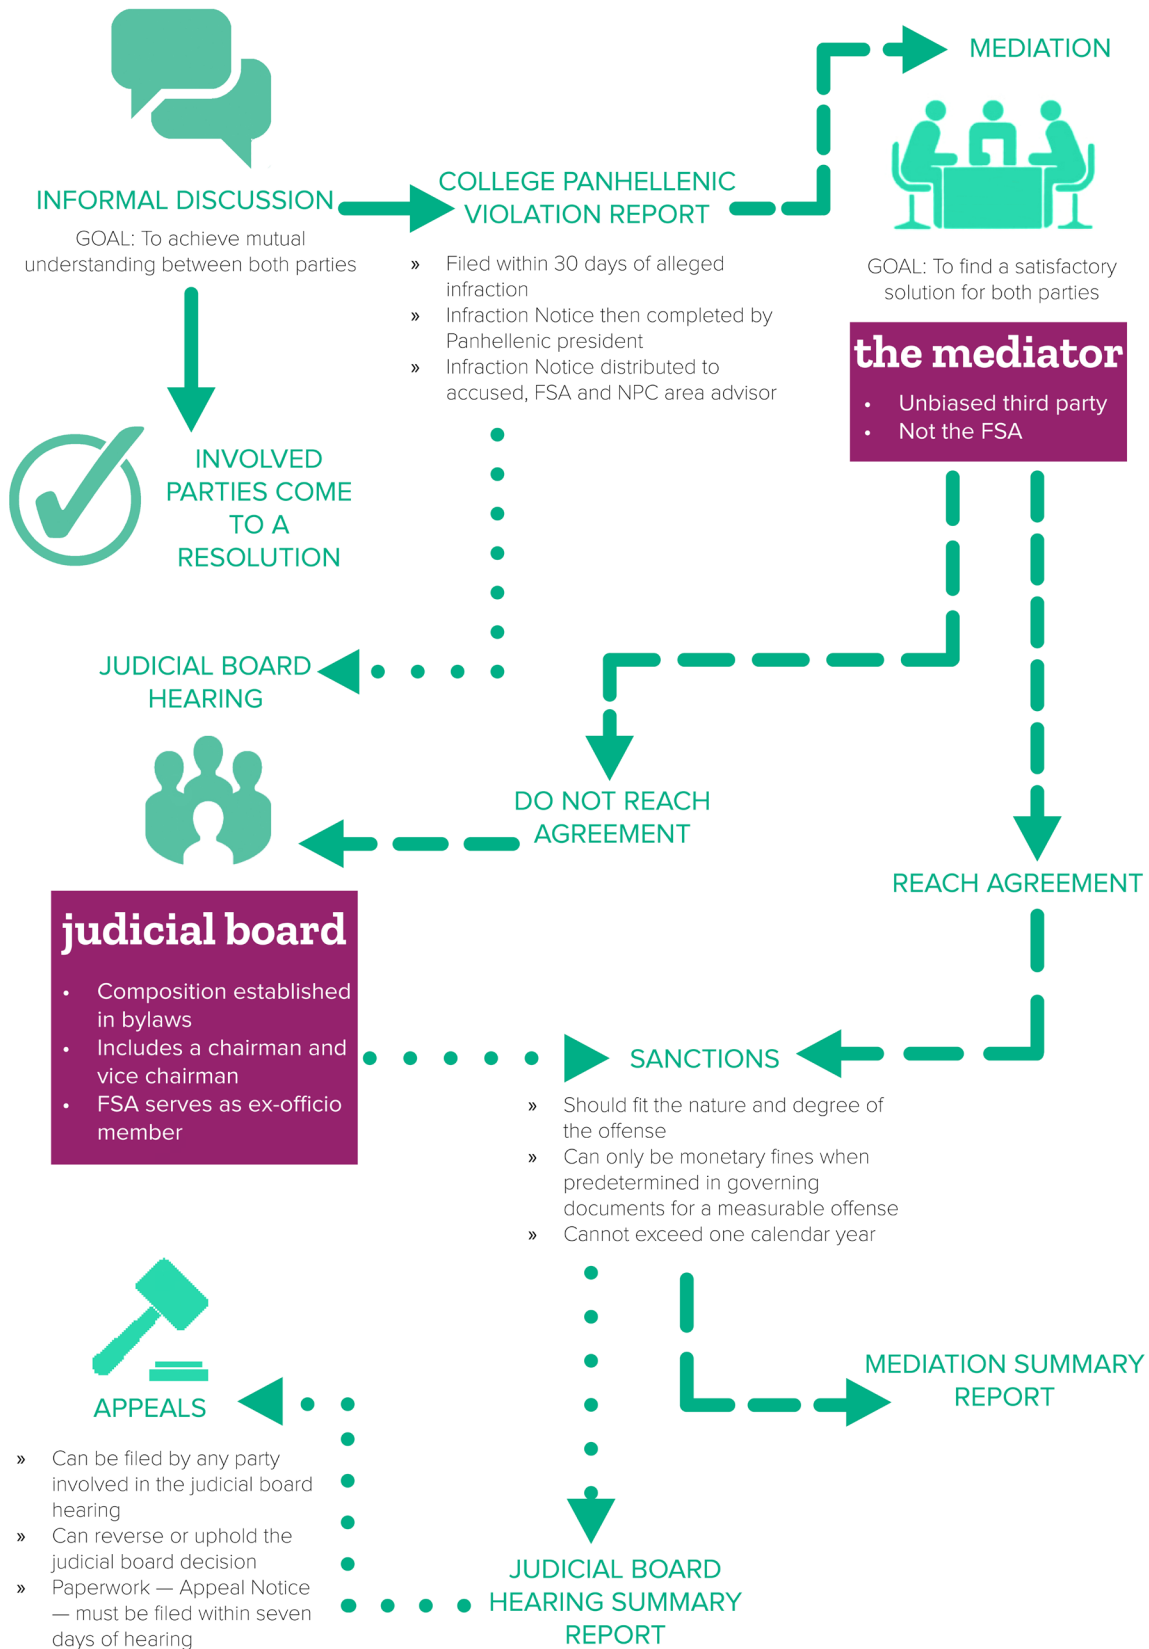 INFORMAL DISCUSSION
GOAL: To achieve mutual
understanding between both parties
INVOLVED
PARTIES COME
TO A
RESOLUTION
COLLEGE PANHELLENIC
VIOLATION REPORT
» Filed within 30 days of alleged
infraction
» Infraction Notice then completed by
Panhellenic president
» Infraction Notice distributed to
accused, FSA and NPC area advisor
MEDIATION
GOAL: To find a satisfactory
solution for both parties
the mediator
• Unbiased third party
• Not the FSA
JUDICIAL BOARD
HEARING
DO NOT REACH
AGREEMENT
REACH AGREEMENT
judicial board
• Composition established
in bylaws
• Includes a chairman and
vice chairman
• FSA serves as ex-officio
member
SANCTIONS
» Should fit the nature and degree of
the offense
» Can only be monetary fines when
predetermined in governing
documents for a measurable offense
» Cannot exceed one calendar year
MEDIATION SUMMARY
REPORT
APPEALS
» Can be filed by any party
involved in the judicial board
hearing
» Can reverse or uphold the
judicial board decision
» Paperwork — Appeal Notice
— must be filed within seven
days of hearing
JUDICIAL BOARD
HEARING SUMMARY
REPORT